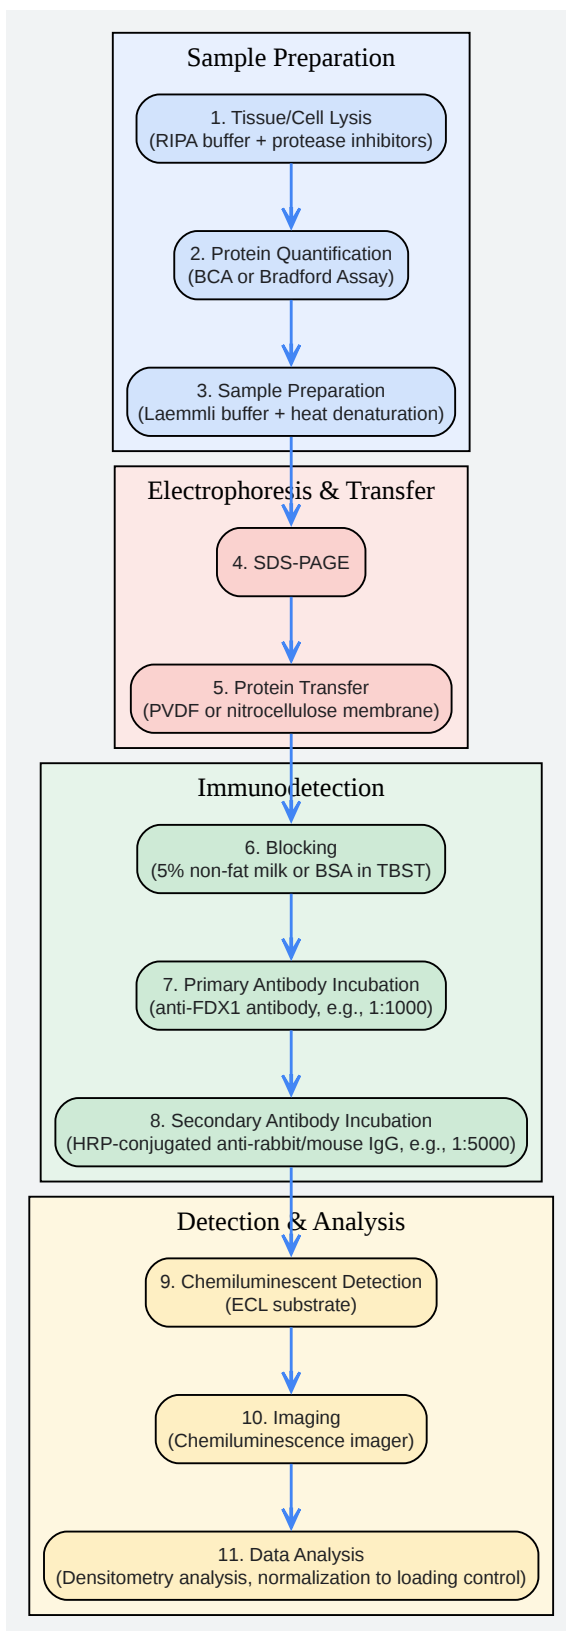 Sample Preparation
1. Tissue/Cell Lysis
(RIPA buffer + protease inhibitors)
2. Protein Quantification
(BCA or Bradford Assay)
3. Sample Preparation
(Laemmli buffer + heat denaturation)
Electrophoresis & Transfer
4. SDS-PAGE
5. Protein Transfer
(PVDF or nitrocellulose membrane)
Immunodetection
6. Blocking
(5% non-fat milk or BSA in TBST)
7. Primary Antibody Incubation
(anti-FDX1 antibody, e.g., 1:1000)
8. Secondary Antibody Incubation
(HRP-conjugated anti-rabbit/mouse IgG, e.g., 1:5000)
Detection & Analysis
9. Chemiluminescent Detection
(ECL substrate)
10. Imaging
(Chemiluminescence imager)
11. Data Analysis
(Densitometry analysis, normalization to loading control)